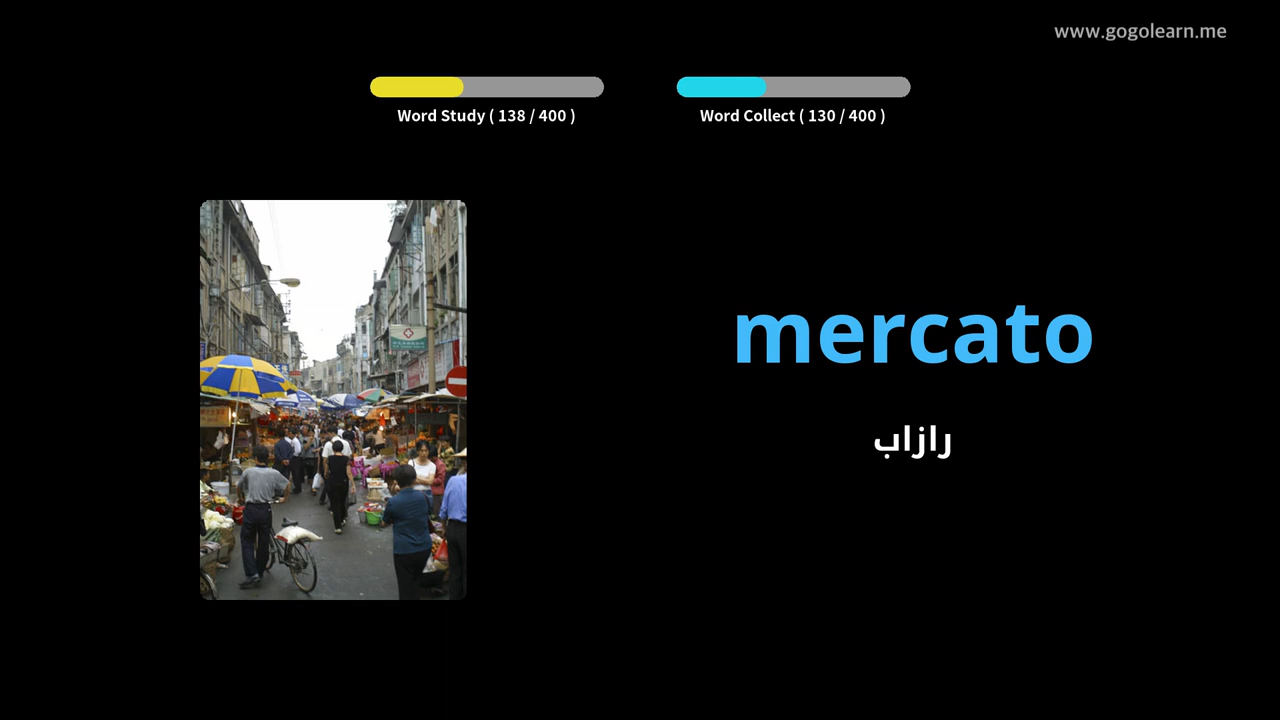 www.gogolearn.me
Word Study ( 138 / 400 )
Word Collect ( 130 / 400 )
mercato
رازاب